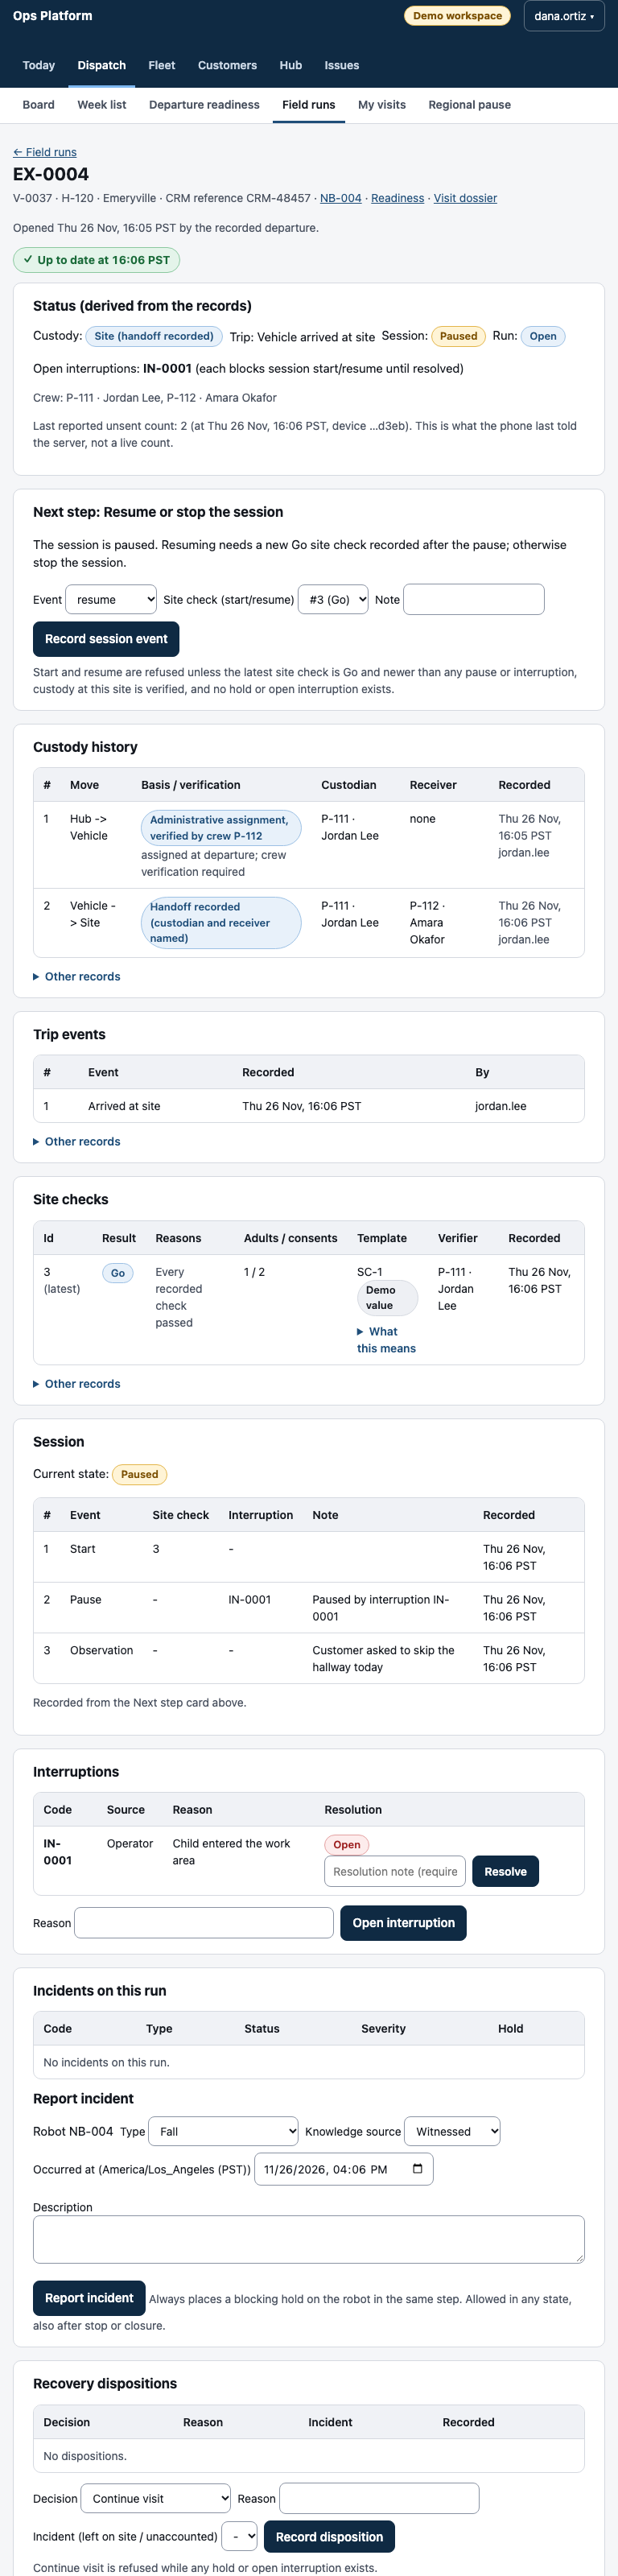 Ops Platform
Demo workspace
dana.ortiz ▾
Today Dispatch Fleet Customers Hub Issues
Board Week list Departure readiness Field runs My visits Regional pause
← Field runs
EX-0004
V-0037 · H-120 · Emeryville · CRM reference CRM-48457 · NB-004 · Readiness · Visit dossier
Opened Thu 26 Nov, 16:05 PST by the recorded departure.
✓ Up to date at 16:06 PST
Status (derived from the records)
Custody: Site (handoff recorded) Trip: Vehicle arrived at site Session: Paused Run: Open
Open interruptions: IN-0001 (each blocks session start/resume until resolved)
Crew: P-111 · Jordan Lee, P-112 · Amara Okafor
Last reported unsent count: 2 (at Thu 26 Nov, 16:06 PST, device …d3eb). This is what the phone last told
the server, not a live count.
Next step: Resume or stop the session
The session is paused. Resuming needs a new Go site check recorded after the pause; otherwise
stop the session.
Event resume Site check (start/resume) #3 (Go) Note
Record session event
Start and resume are refused unless the latest site check is Go and newer than any pause or interruption,
custody at this site is verified, and no hold or open interruption exists.
Custody history
# Move Basis / verification Custodian Receiver Recorded
1 Hub -> Vehicle Administrative assignment, verified by crew P-112 assigned at departure; crew verification required P-111 · Jordan Lee none Thu 26 Nov, 16:05 PST jordan.lee
2 Vehicle -> Site Handoff recorded (custodian and receiver named) P-111 · Jordan Lee P-112 · Amara Okafor Thu 26 Nov, 16:06 PST jordan.lee
▶ Other records
Trip events
# Event Recorded By
1 Arrived at site Thu 26 Nov, 16:06 PST jordan.lee
▶ Other records
Site checks
Id Result Reasons Adults / consents Template Verifier Recorded
3 (latest) Go Every recorded check passed 1 / 2 SC-1 Demo value ▶ What this means P-111 · Jordan Lee Thu 26 Nov, 16:06 PST
▶ Other records
Session
Current state: Paused
# Event Site check Interruption Note Recorded
1 Start 3 - Thu 26 Nov, 16:06 PST
2 Pause - IN-0001 Paused by interruption IN-0001 Thu 26 Nov, 16:06 PST
3 Observation - - Customer asked to skip the hallway today Thu 26 Nov, 16:06 PST
Recorded from the Next step card above.
Interruptions
Code Source Reason Resolution
IN-0001 Operator Child entered the work area Open
Resolution note (require Resolve
Reason Open interruption
Incidents on this run
Code Type Status Severity Hold
No incidents on this run.
Report incident
Robot NB-004 Type Fall Knowledge source Witnessed
Occurred at (America/Los_Angeles (PST)) 11/26/2026, 04:06 PM
Description
Report incident Always places a blocking hold on the robot in the same step. Allowed in any state,
also after stop or closure.
Recovery dispositions
Decision Reason Incident Recorded
No dispositions.
Decision Continue visit Reason
Incident (left on site / unaccounted) - Record disposition
Continue visit is refused while any hold or open interruption exists.